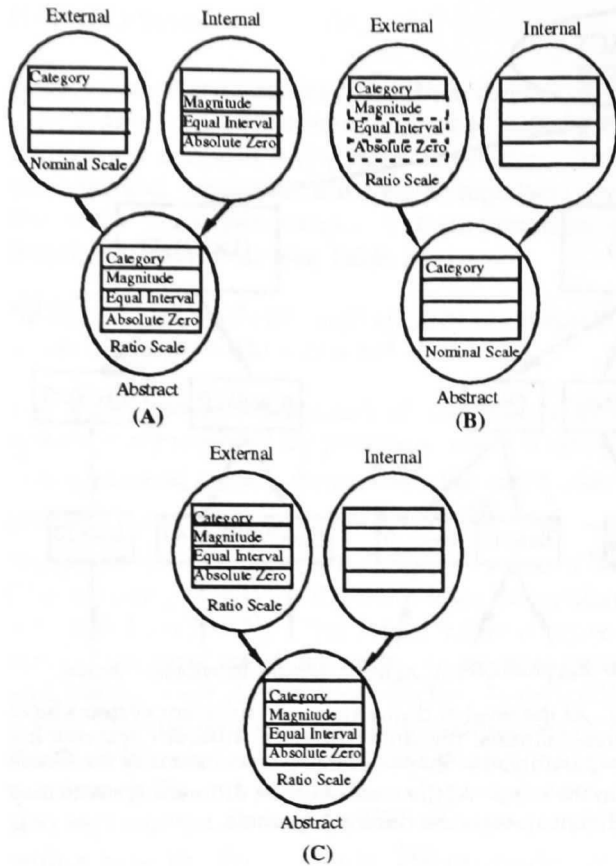 External
Internal
Category
Magnitude
Equal Interval
Absolute Zero
Nominal Scale
Category
Magnitude
Equal Interval
Absolute Zero
Ratio Scale
Abstract
(A)
External
Internal
Category
Magnitude
Equal Interval
Absolute Zero
Ratio Scale
Category
Nominal Scale
Abstract
(B)
External
Internal
Category
Magnitude
Equal Interval
Absolute Zero
Ratio Scale
Category
Magnitude
Equal Interval
Absolute Zero
Ratio Scale
Abstract
(C)